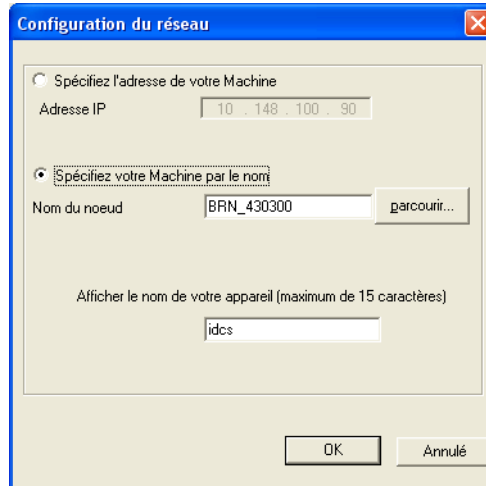 Configuration du réseau
Spécifiez l'adresse de votre Machine
Adresse IP 10 . 148 . 100 . 90
Spécifiez votre Machine par le nom
Nom du noeud BRN_430300 parcourir...
Afficher le nom de votre appareil (maximum de 15 caractères)
idcs
OK Annulé